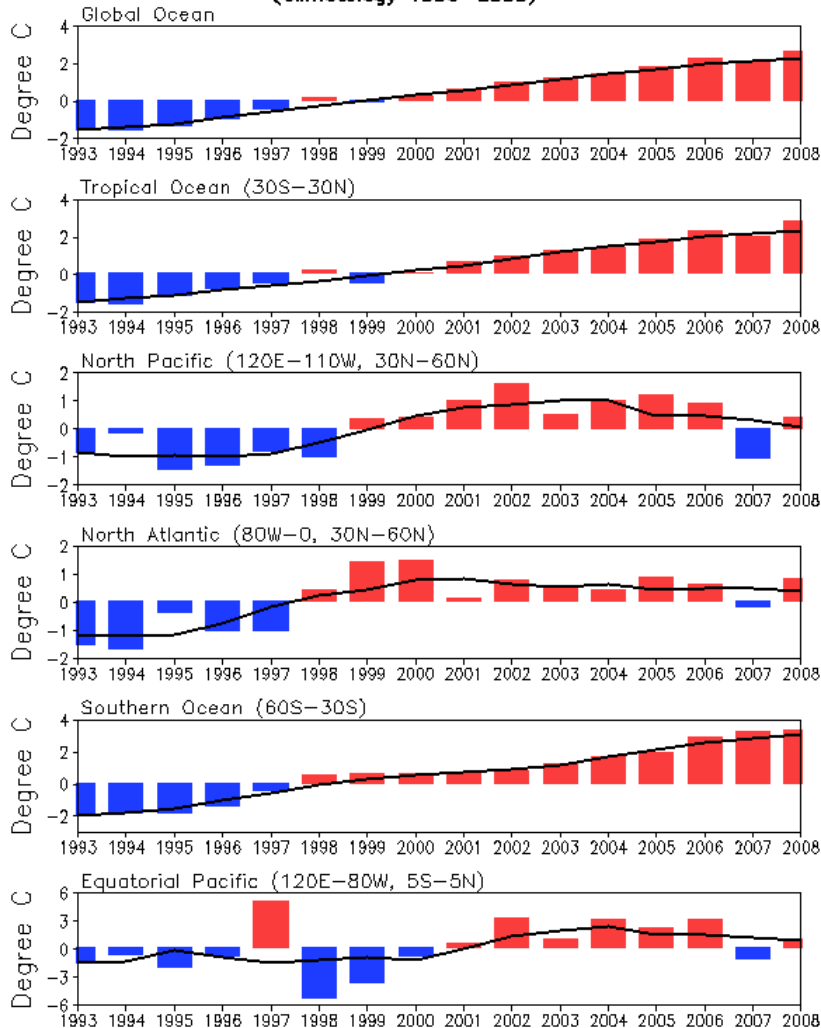 Global Ocean
Degree C
4
2
0
−2
1993 1994 1995 1996 1997 1998 1999 2000 2001 2002 2003 2004 2005 2006 2007 2008
Tropical Ocean (30S−30N)
Degree C
4
2
0
−2
1993 1994 1995 1996 1997 1998 1999 2000 2001 2002 2003 2004 2005 2006 2007 2008
North Pacific (120E−110W, 30N−60N)
Degree C
2
1
0
−1
−2
1993 1994 1995 1996 1997 1998 1999 2000 2001 2002 2003 2004 2005 2006 2007 2008
North Atlantic (80W−0, 30N−60N)
Degree C
2
1
0
−1
−2
1993 1994 1995 1996 1997 1998 1999 2000 2001 2002 2003 2004 2005 2006 2007 2008
Southern Ocean (60S−30S)
Degree C
4
2
0
−2
1993 1994 1995 1996 1997 1998 1999 2000 2001 2002 2003 2004 2005 2006 2007 2008
Equatorial Pacific (120E−80W, 5S−5N)
Degree C
6
3
0
−3
−6
1993 1994 1995 1996 1997 1998 1999 2000 2001 2002 2003 2004 2005 2006 2007 2008